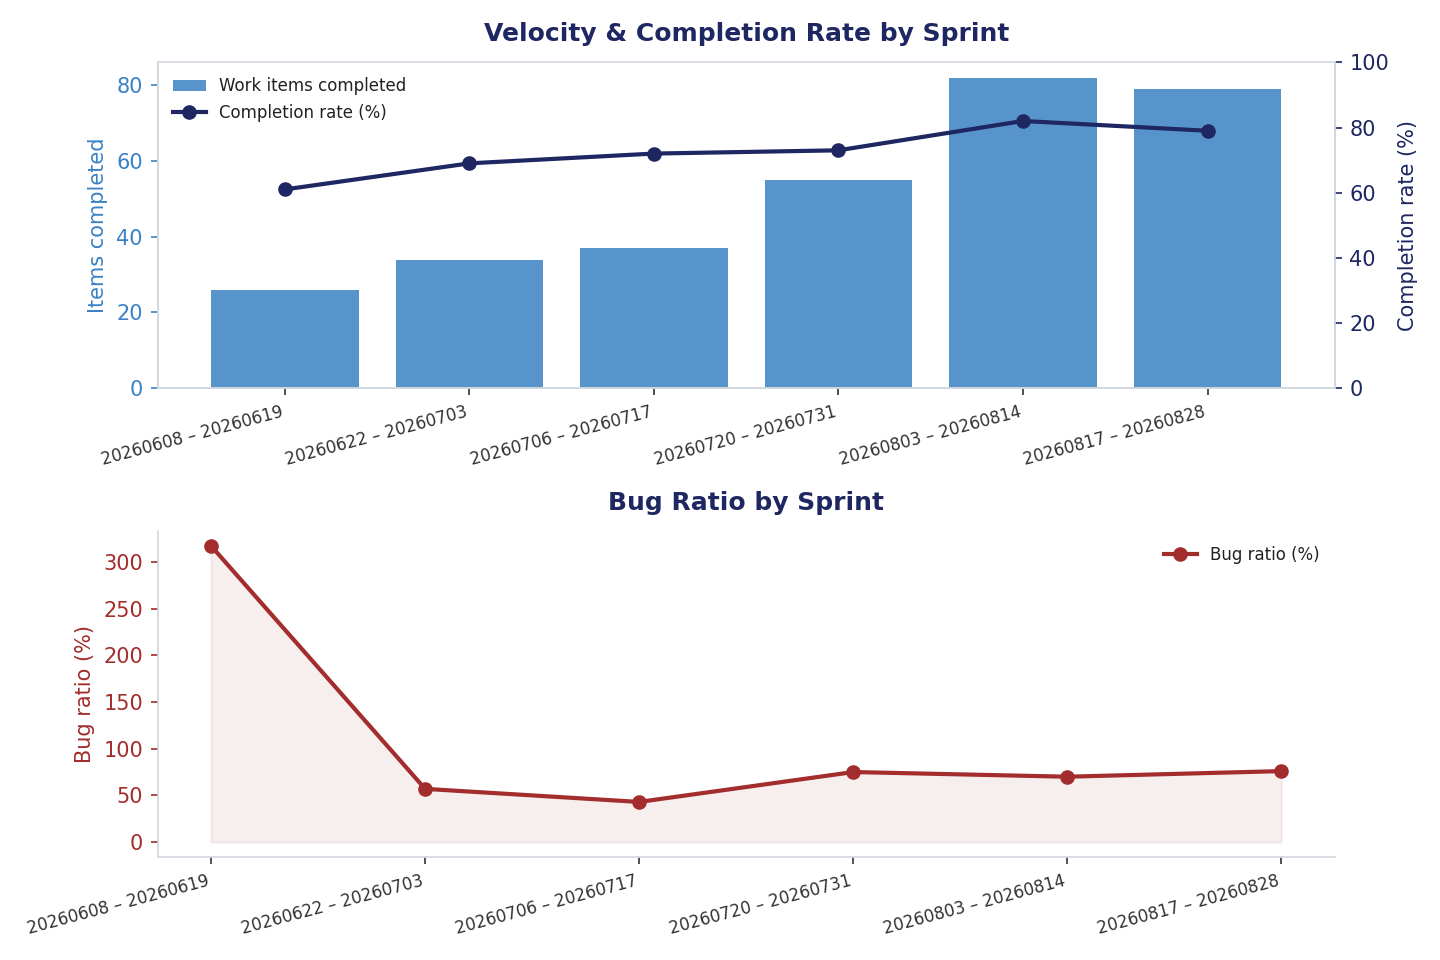 Velocity & Completion Rate by Sprint
Work items completed
Completion rate (%)
Items completed
80
60
40
20
0
100
80
60
40
20
0
Completion rate (%)
20260608 – 20260619
20260622 – 20260703
20260706 – 20260717
20260720 – 20260731
20260803 – 20260814
20260817 – 20260828
Bug Ratio by Sprint
Bug ratio (%)
Bug ratio (%)
300
250
200
150
100
50
0
20260608 – 20260619
20260622 – 20260703
20260706 – 20260717
20260720 – 20260731
20260803 – 20260814
20260817 – 20260828